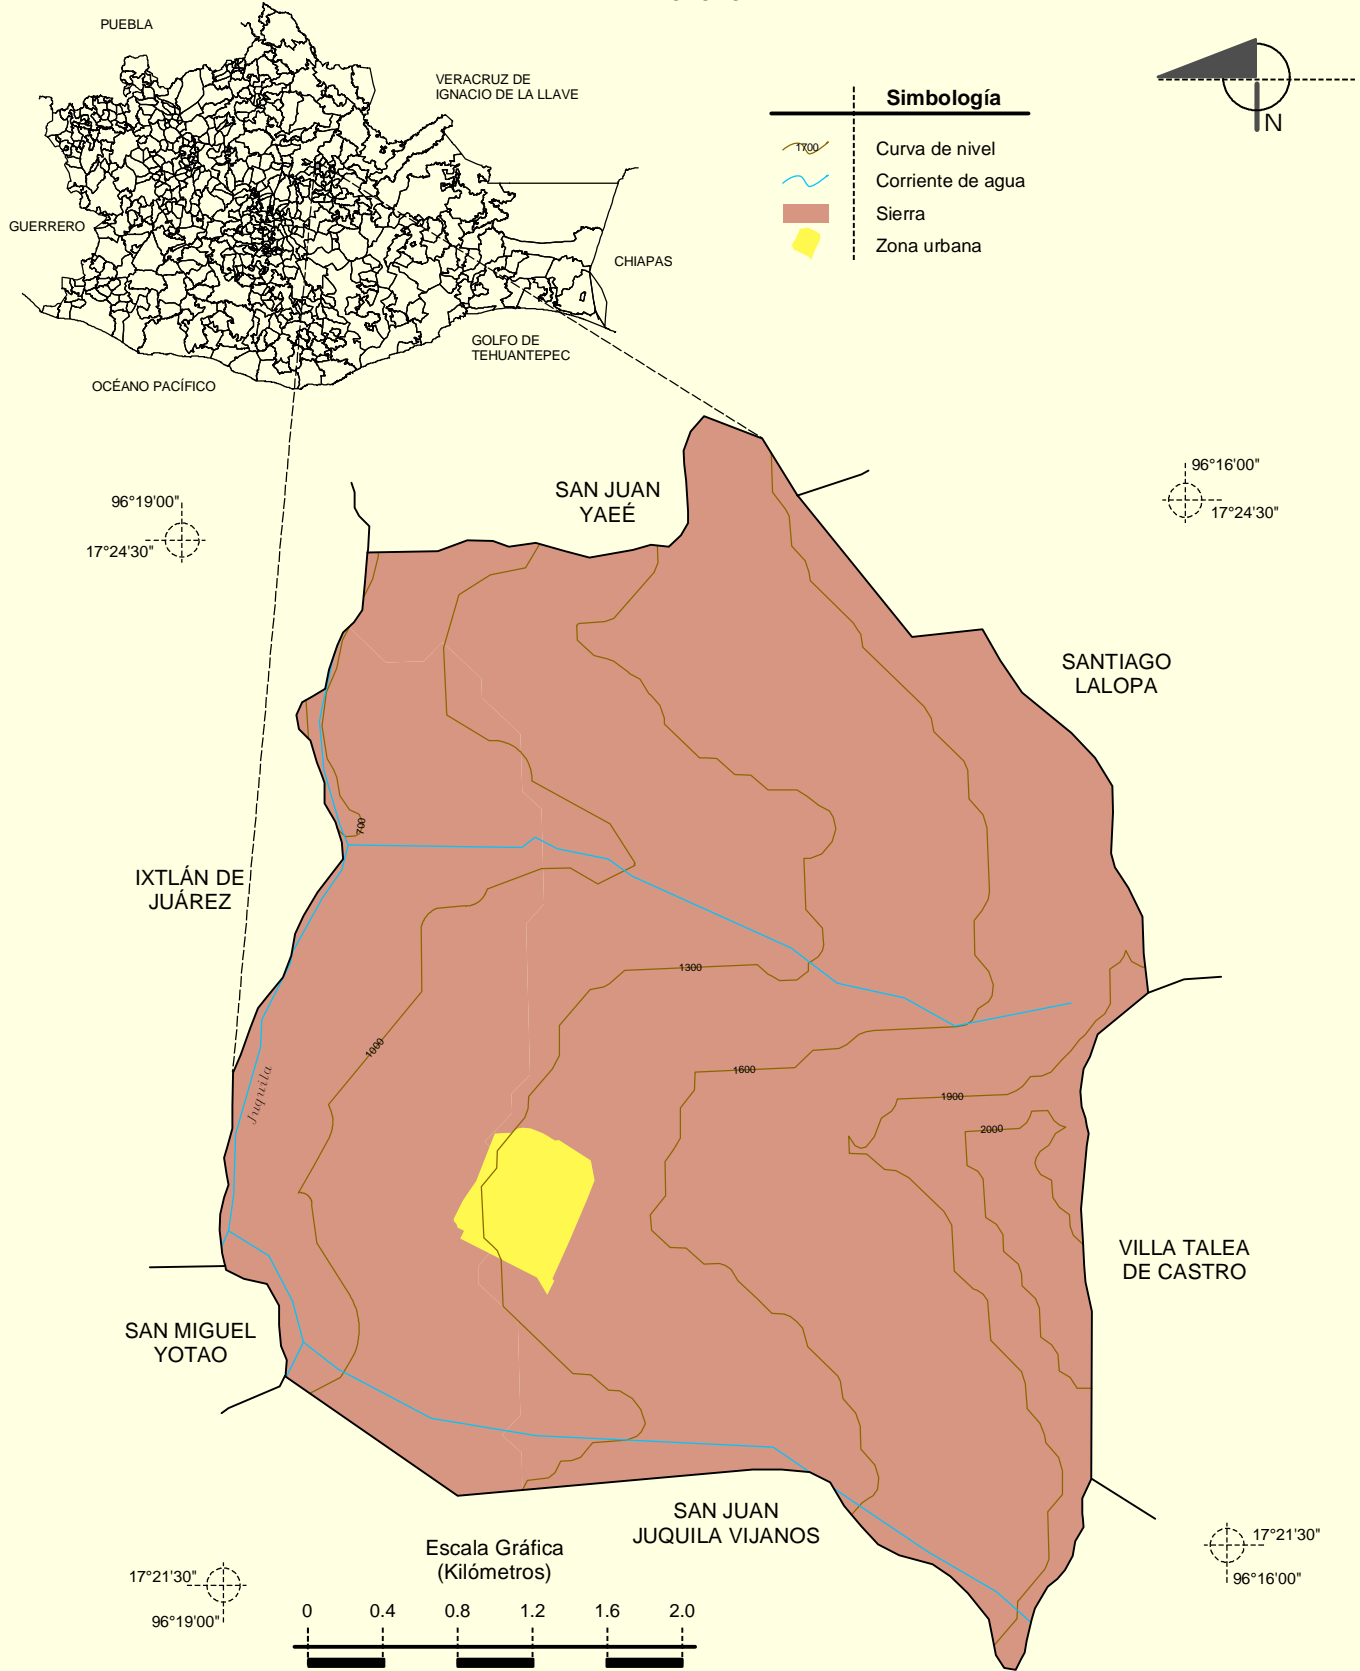 PUEBLA
VERACRUZ DE
IGNACIO DE LA LLAVE
GUERRERO
CHIAPAS
GOLFO DE
TEHUANTEPEC
OCÉANO PACÍFICO
Simbología
1700
Curva de nivel
Corriente de agua
Sierra
Zona urbana
N
96°19'00"
17°24'30"
96°16'00"
17°24'30"
SAN JUAN
YAEÉ
SANTIAGO
LALOPA
700
IXTLÁN DE
JUÁREZ
1300
1000
1600
1900
2000
Juquila
VILLA TALEA
DE CASTRO
SAN MIGUEL
YOTAO
SAN JUAN
JUQUILA VIJANOS
17°21'30"
96°16'00"
17°21'30"
96°19'00"
Escala Gráfica
(Kilómetros)
0 0.4 0.8 1.2 1.6 2.0